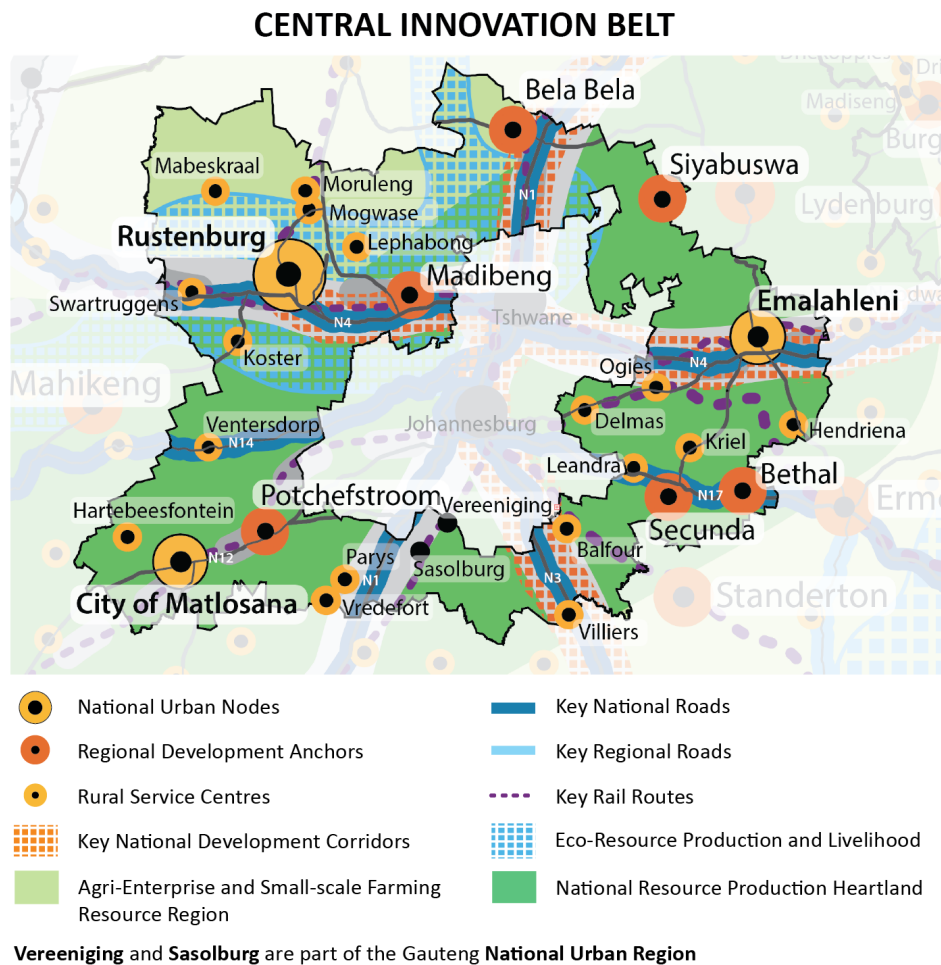 CENTRAL INNOVATION BELT
Bela Bela
Madiseng
Burg
Mabeskraal
Moruleng
Siyabuswa
N1
Mogwase
Lydenburg
Rustenburg
Lephabong
Madibeng
Swartruggens
Emalahleni
N4
Tshwane
Koster
N4
Ogies
Mahikeng
Delmas
Ventersdorp
Johannesburg
Hendriena
N14
Kriel
Leandra
Bethal
Potchefstroom
N17
Vereeniging
Hartebeesfontein
Secunda
Balfour
N12
Parys
Sasolburg
N1
N3
Standerton
City of Matlosana
Vredefort
Villiers
National Urban Nodes
Key National Roads
Regional Development Anchors
Key Regional Roads
Rural Service Centres
Key Rail Routes
Key National Development Corridors
Eco-Resource Production and Livelihood
Agri-Enterprise and Small-scale Farming
Resource Region
National Resource Production Heartland
Vereeniging and Sasolburg are part of the Gauteng National Urban Region